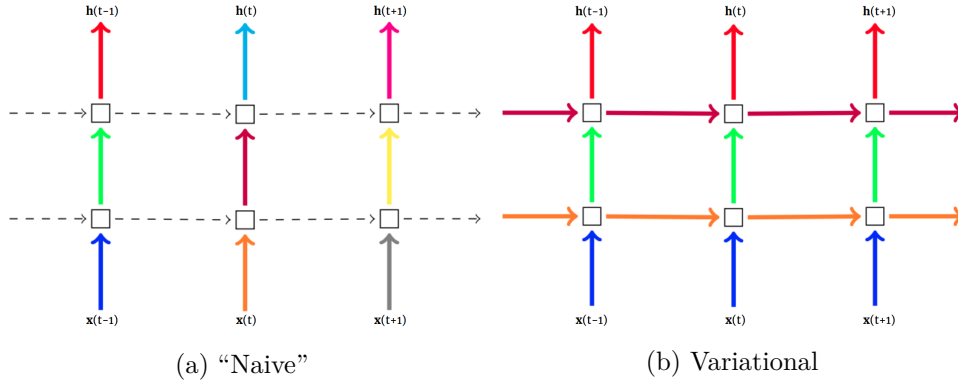 h(t−1) h(t) h(t+1) h(t−1) h(t) h(t+1)
x(t−1) x(t) x(t+1) x(t−1) x(t) x(t+1)
(a) “Naive” (b) Variational